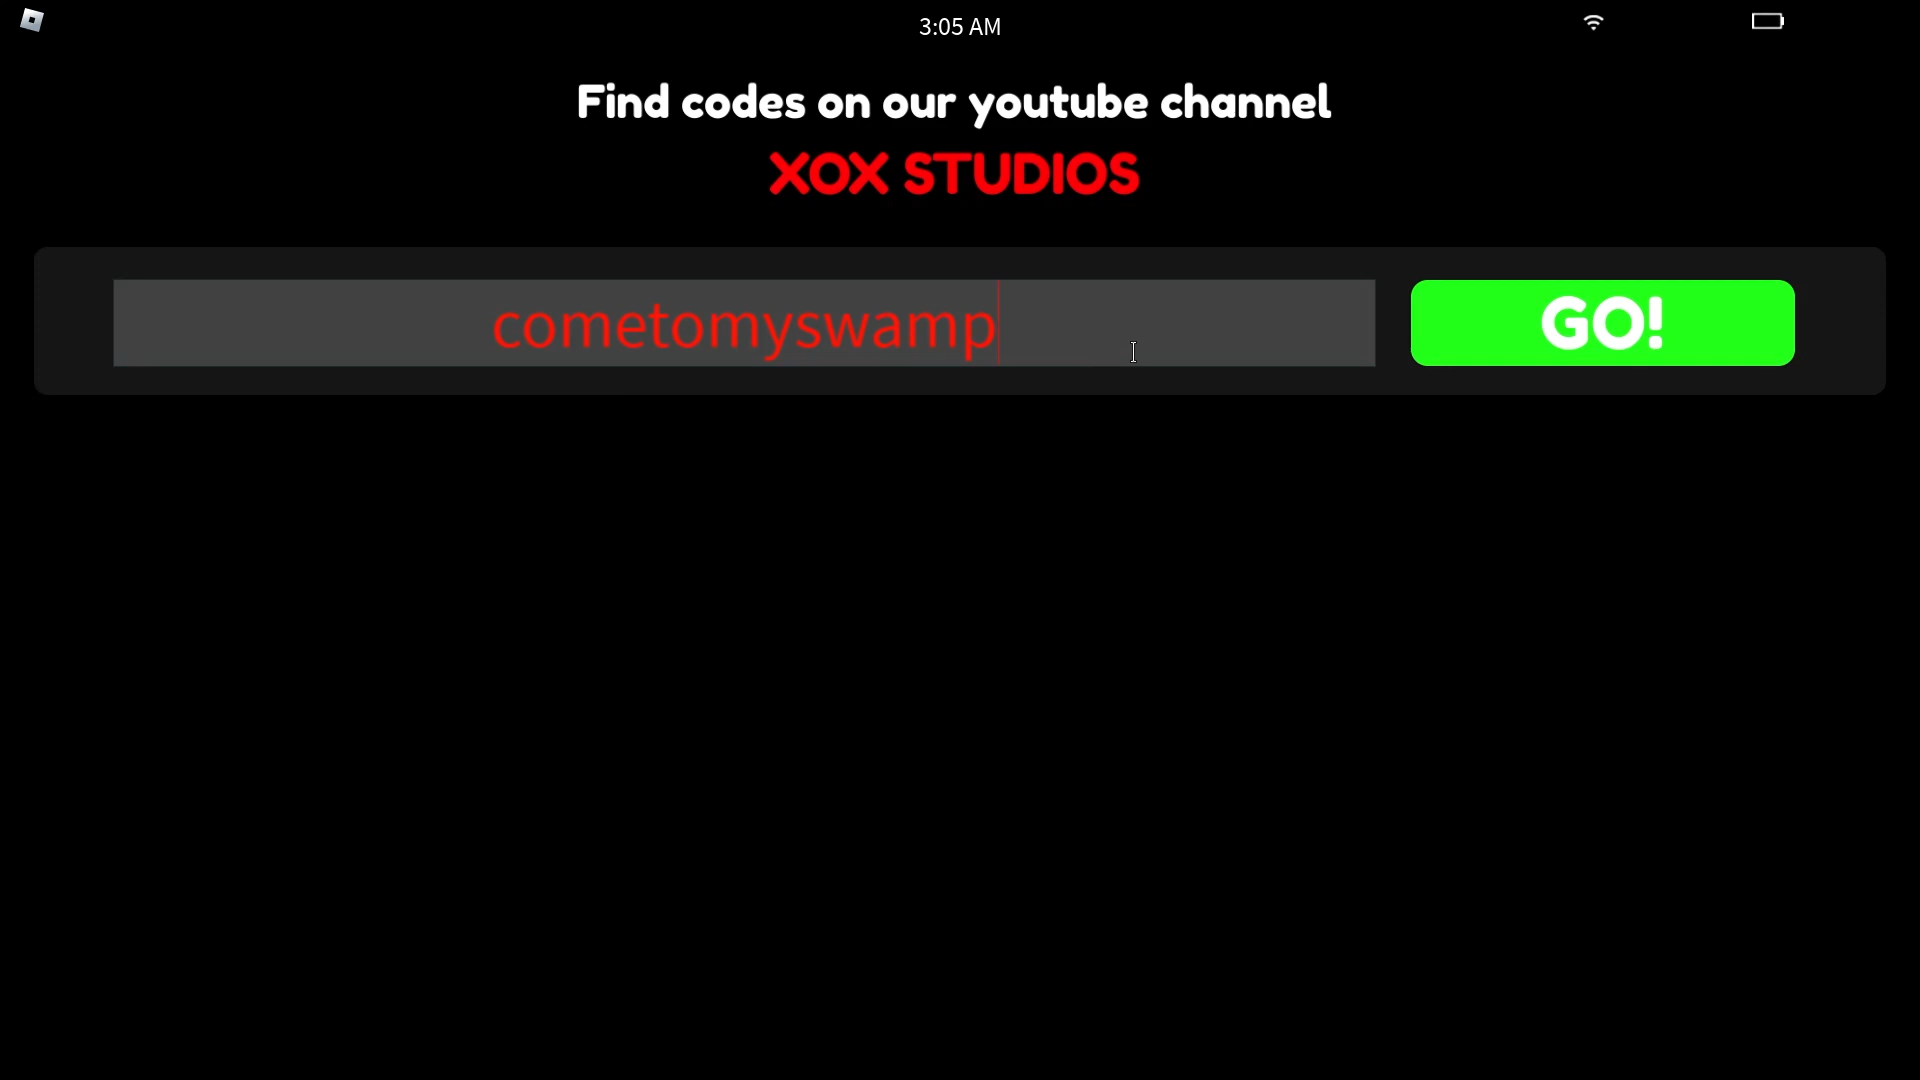 3:05 AM
Find codes on our youtube channel
XOX STUDIOS
cometomyswamp
GO!